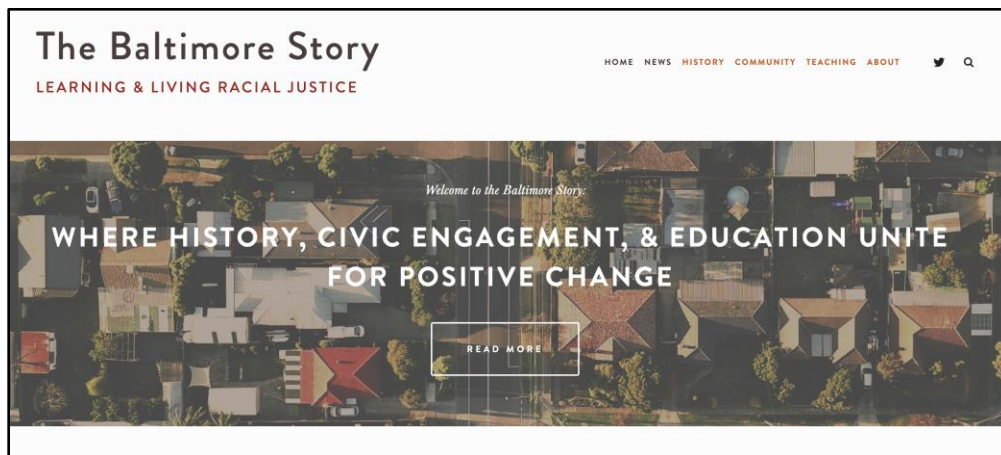 The Baltimore Story
LEARNING & LIVING RACIAL JUSTICE
HOME NEWS HISTORY COMMUNITY TEACHING ABOUT
Welcome to the Baltimore Story:
WHERE HISTORY, CIVIC ENGAGEMENT, & EDUCATION UNITE
FOR POSITIVE CHANGE
READ MORE